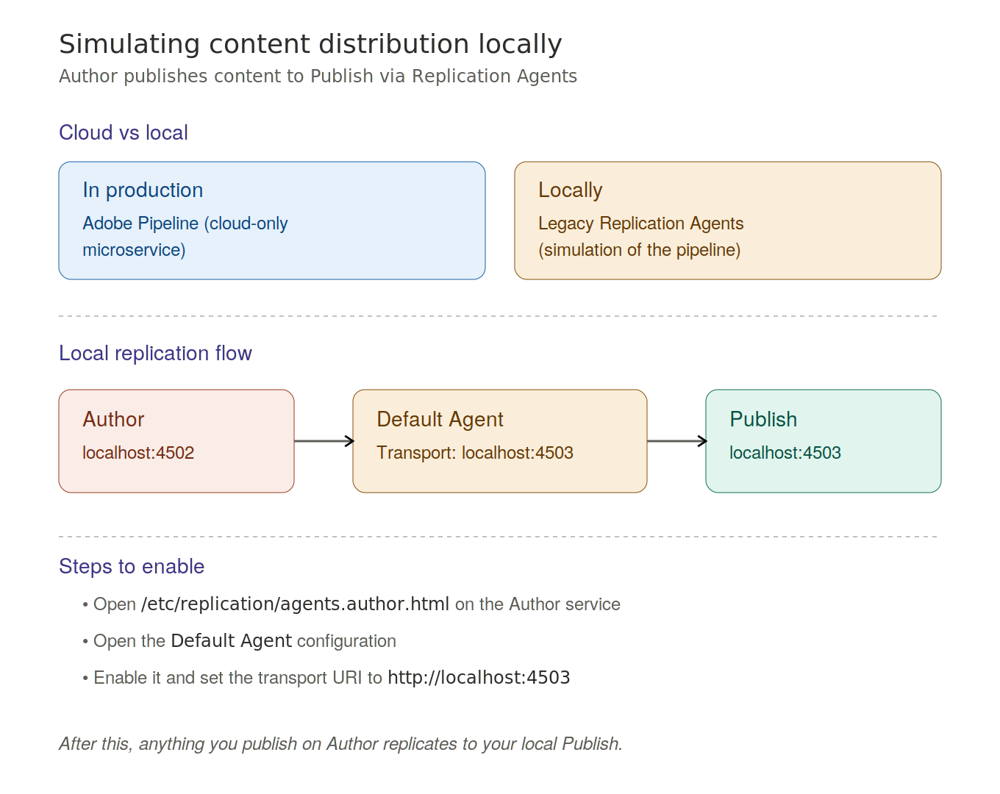 Simulating content distribution locally
Author publishes content to Publish via Replication Agents
Cloud vs local
In production
Adobe Pipeline (cloud-only
microservice)
Locally
Legacy Replication Agents
(simulation of the pipeline)
Local replication flow
Author
localhost:4502
Default Agent
Transport: localhost:4503
Publish
localhost:4503
Steps to enable
• Open /etc/replication/agents.author.html on the Author service
• Open the Default Agent configuration
• Enable it and set the transport URI to http://localhost:4503
After this, anything you publish on Author replicates to your local Publish.